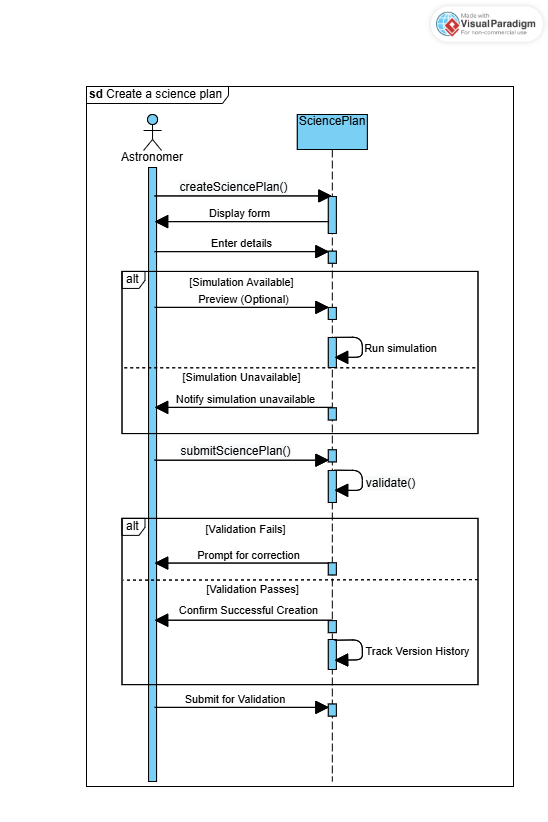 Made with
VisualParadigm
For non-commercial use
sd Create a science plan
Astronomer
SciencePlan
createSciencePlan()
Display form
Enter details
alt
[Simulation Available]
Preview (Optional)
Run simulation
[Simulation Unavailable]
Notify simulation unavailable
submitSciencePlan()
validate()
alt
[Validation Fails]
Prompt for correction
[Validation Passes]
Confirm Successful Creation
Track Version History
Submit for Validation